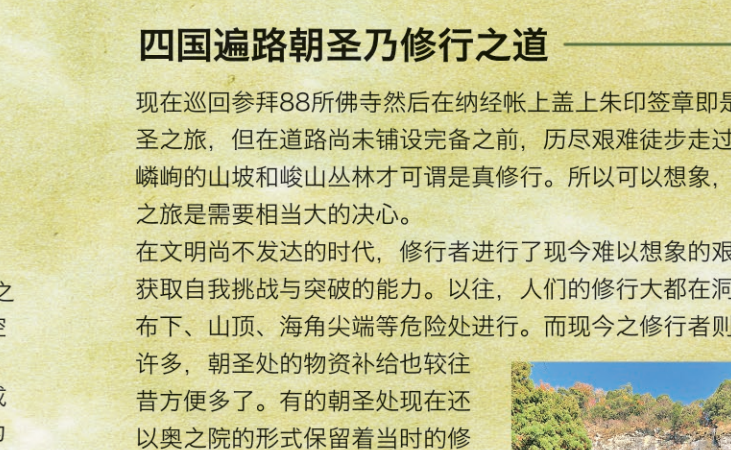 四国遍路朝圣乃修行之道
现在巡回参拜88所佛寺然后在纳经帐上盖上朱印签章即是
圣之旅，但在道路尚未铺设完备之前，历尽艰难徒步走过
嶙峋的山坡和峻山丛林才可谓是真修行。所以可以想象，
之旅是需要相当大的决心。
在文明尚不发达的时代，修行者进行了现今难以想象的艰
获取自我挑战与突破的能力。以往，人们的修行大都在洞
布下、山顶、海角尖端等危险处进行。而现今之修行者则
许多，朝圣处的物资补给也较往
昔方便多了。有的朝圣处现在还
以奥之院的形式保留着当时的修
之